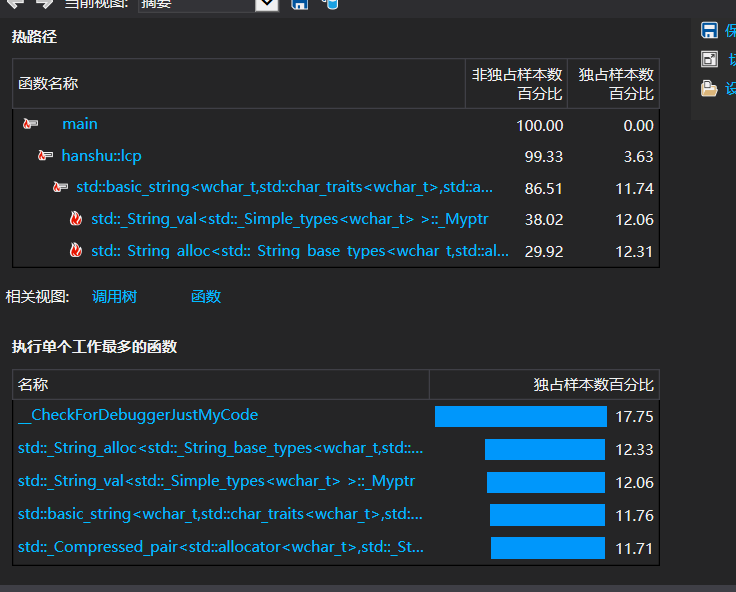 当前视图: 摘要
热路径
函数名称 非独占样本数百分比 独占样本数百分比
main 100.00 0.00
hanshu::lcp 99.33 3.63
std::basic_string<wchar_t,std::char_traits<wchar_t>,std::a... 86.51 11.74
std::_String_val<std::_Simple_types<wchar_t> >::_Myptr 38.02 12.06
std::_String_alloc<std::_String_base_types<wchar_t,std::al... 29.92 12.31
相关视图: 调用树 函数
执行单个工作最多的函数
名称 独占样本数百分比
__CheckForDebuggerJustMyCode 17.75
std::_String_alloc<std::_String_base_types<wchar_t,std::... 12.33
std::_String_val<std::_Simple_types<wchar_t> >::_Myptr 12.06
std::basic_string<wchar_t,std::char_traits<wchar_t>,std:... 11.76
std::_Compressed_pair<std::allocator<wchar_t>,std::_St... 11.71